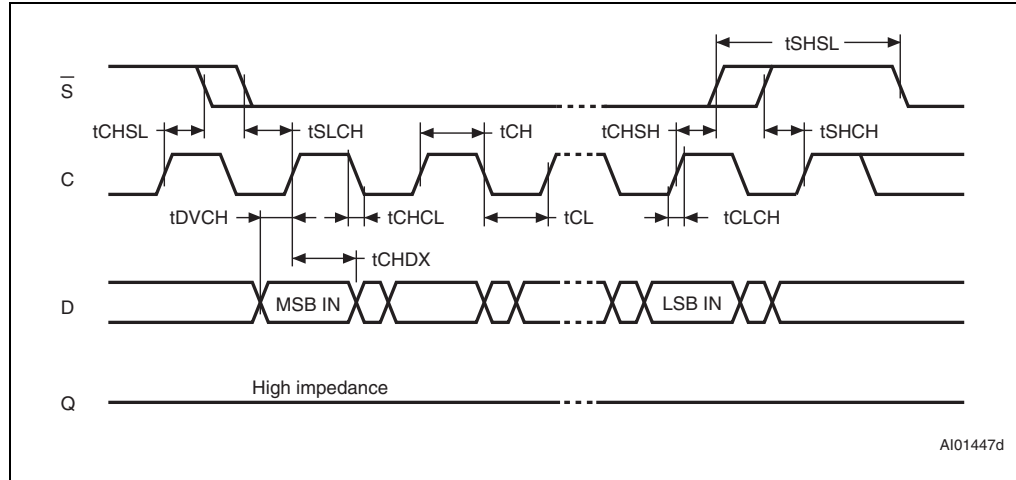 tSHSL
S
tCHSL
tSLCH
tCH
tCHSH
tSHCH
C
tDVCH
tCHCL
tCL
tCLCH
tCHDX
D
MSB IN
LSB IN
High impedance
Q
AI01447d